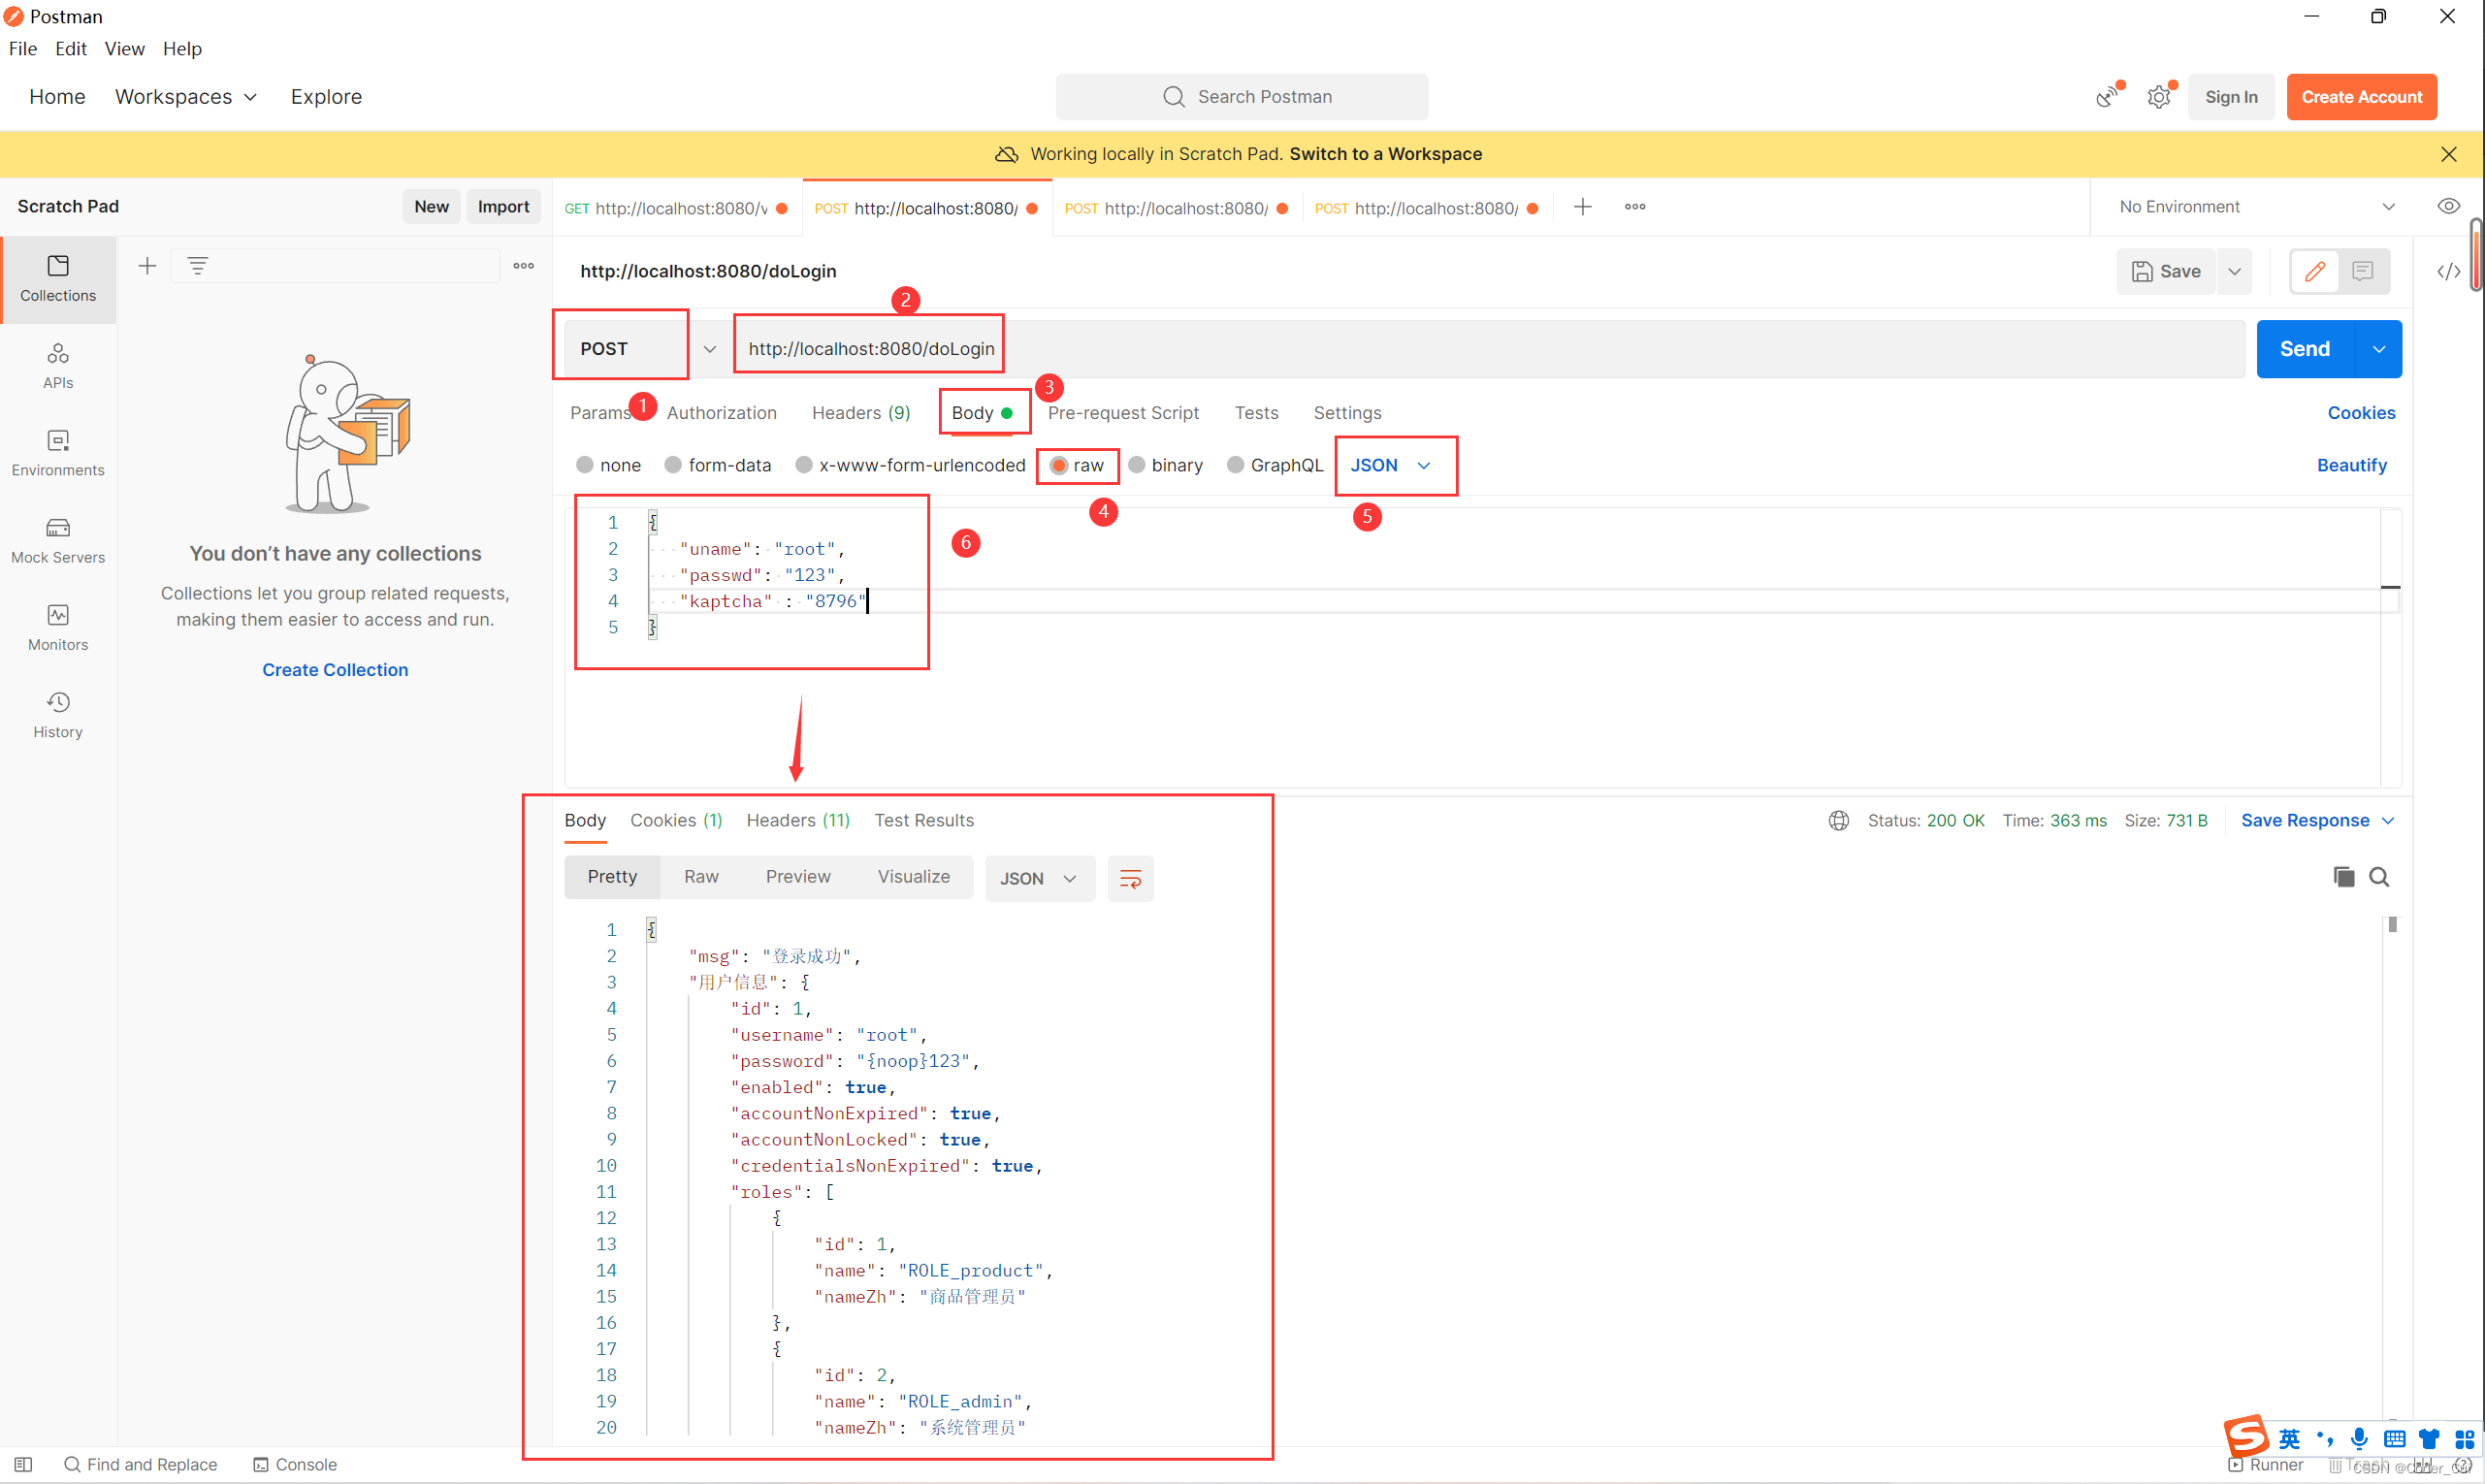 Postman
File Edit View Help
Home Workspaces Explore Search Postman Sign In Create Account
Working locally in Scratch Pad. Switch to a Workspace
Scratch Pad New Import GET http://localhost:8080/v POST http://localhost:8080/ POST http://localhost:8080/ POST http://localhost:8080/ No Environment
Collections
APIs
Environments
Mock Servers
Monitors
History
You don’t have any collections
Collections let you group related requests,
making them easier to access and run.
Create Collection
http://localhost:8080/doLogin Save
2
POST http://localhost:8080/doLogin Send
1 3
Params Authorization Headers (9) Body Pre-request Script Tests Settings Cookies
none form-data x-www-form-urlencoded raw binary GraphQL JSON Beautify
4 5
6
1 {
2 "uname": "root",
3 "passwd": "123",
4 "kaptcha" : "8796"
5 }
Body Cookies (1) Headers (11) Test Results Status: 200 OK Time: 363 ms Size: 731 B Save Response
Pretty Raw Preview Visualize JSON
1 {
2 "msg": "登录成功",
3 "用户信息": {
4 "id": 1,
5 "username": "root",
6 "password": "{noop}123",
7 "enabled": true,
8 "accountNonExpired": true,
9 "accountNonLocked": true,
10 "credentialsNonExpired": true,
11 "roles": [
12 {
13 "id": 1,
14 "name": "ROLE_product",
15 "nameZh": "商品管理员"
16 },
17 {
18 "id": 2,
19 "name": "ROLE_admin",
20 "nameZh": "系统管理员"
英
Find and Replace Console Runner Trash